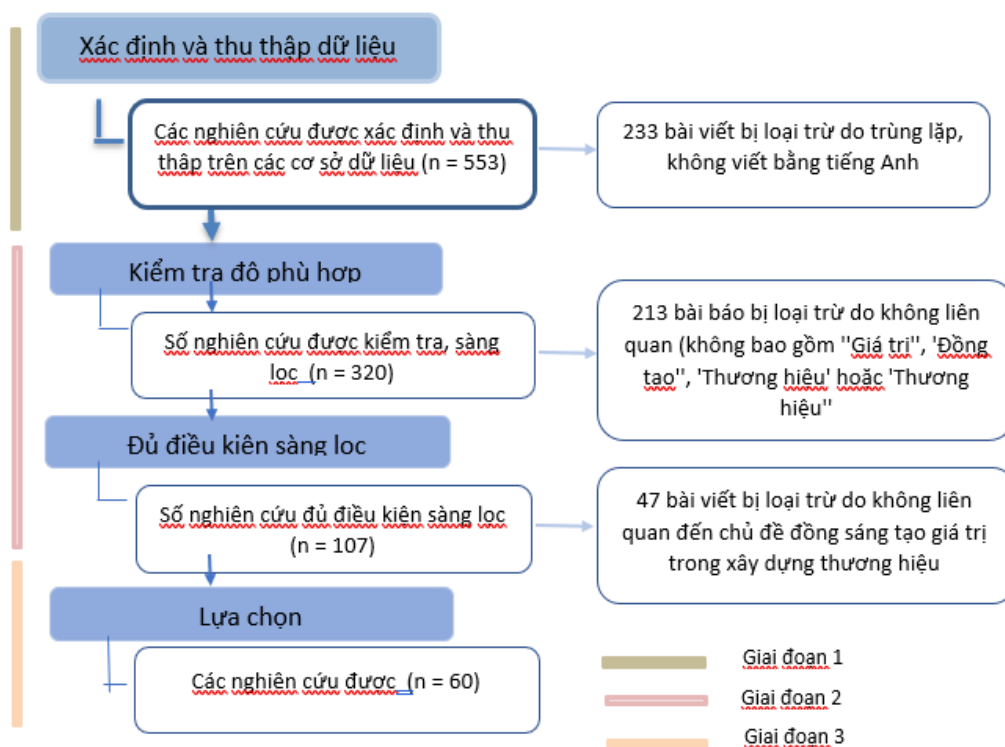 Xác định và thu thập dữ liệu
Các nghiên cứu được xác định và thu
thập trên các cơ sở dữ liệu (n = 553)
233 bài viết bị loại trừ do trùng lặp,
không viết bằng tiếng Anh
Kiểm tra độ phù hợp
Số nghiên cứu được kiểm tra, sàng
lọc (n = 320)
213 bài báo bị loại trừ do không liên
quan (không bao gồm "Giá trị", 'Đồng
tạo", 'Thương hiệu' hoặc 'Thương
hiệu"
Đủ điều kiện sàng lọc
Số nghiên cứu đủ điều kiện sàng lọc
(n = 107)
47 bài viết bị loại trừ do không liên
quan đến chủ đề đồng sáng tạo giá trị
trong xây dựng thương hiệu
Lựa chọn
Các nghiên cứu được (n = 60)
Giai đoạn 1
Giai đoạn 2
Giai đoạn 3